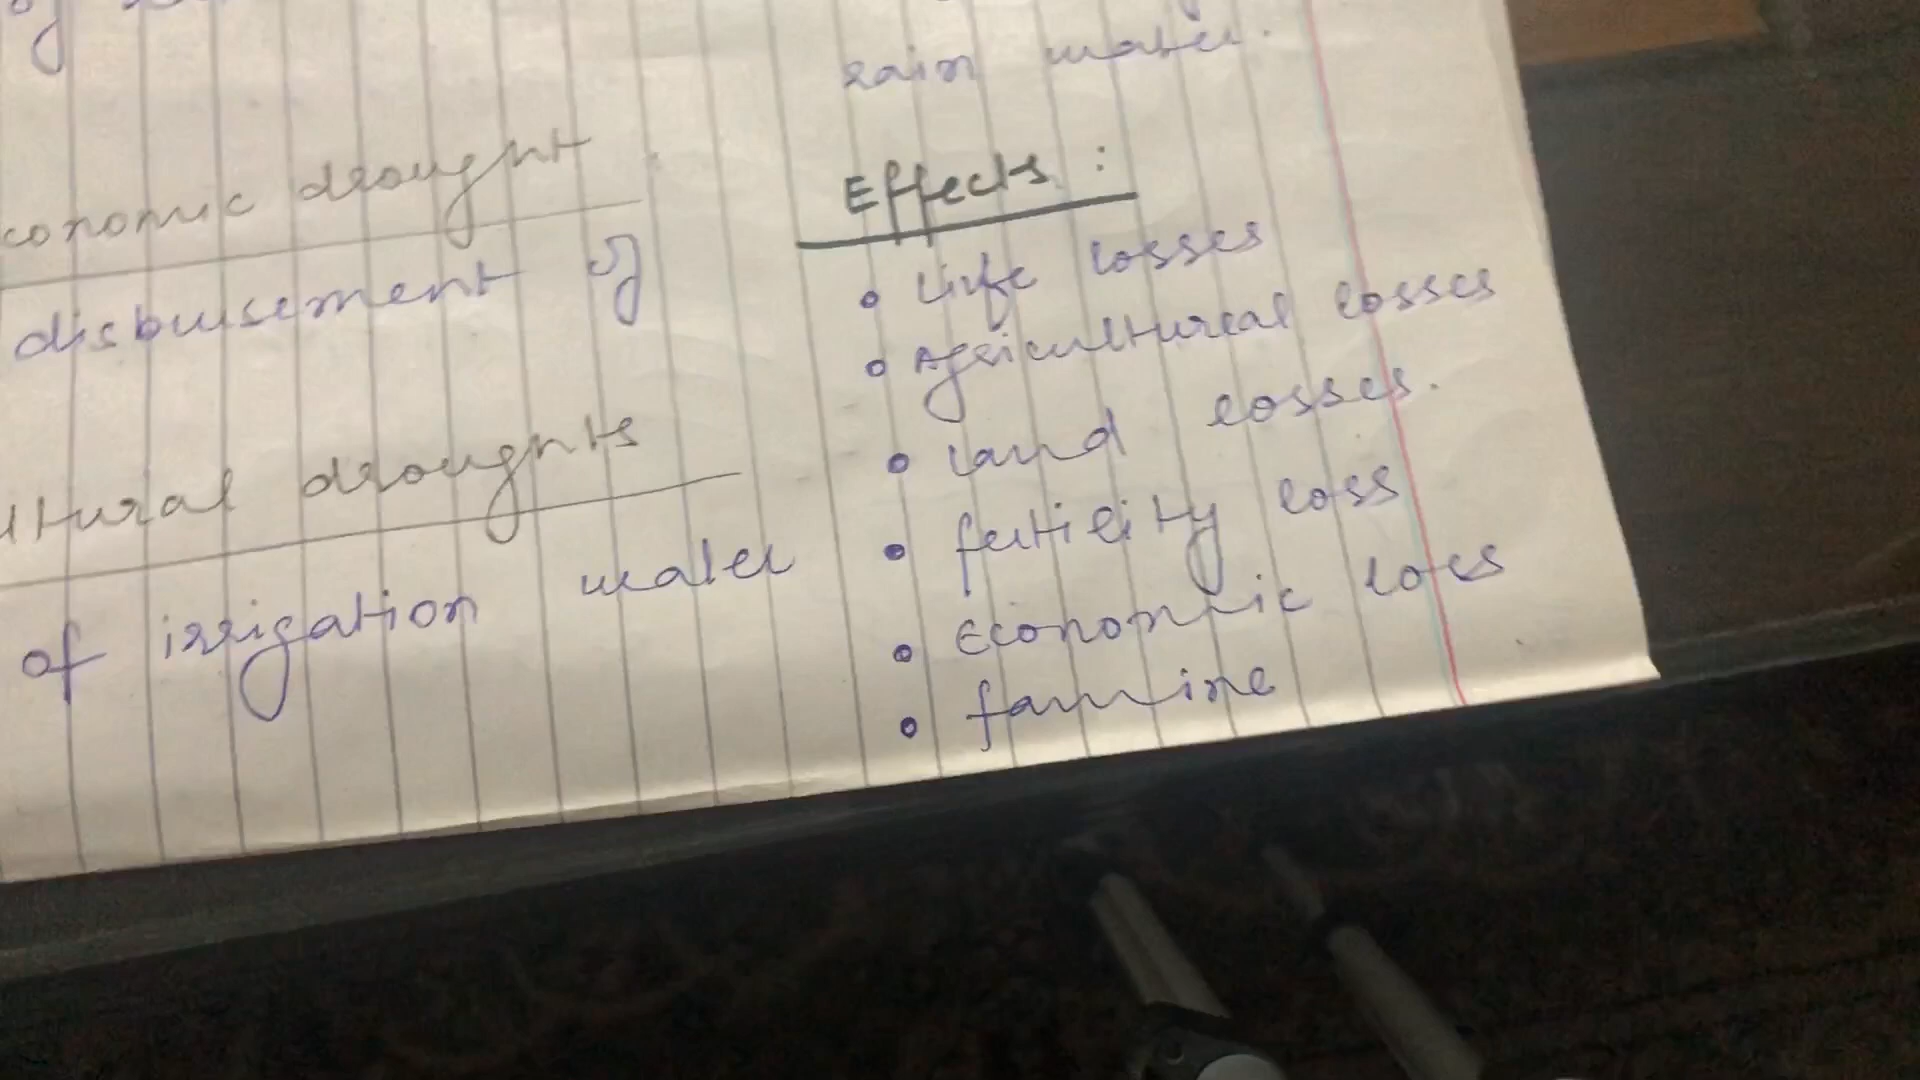 rain water.
conomic drought
disbursement of
ltural droughts
of irrigation water
Effects :
• Life losses
• Agricultureal losses
• Land losses.
• fertility loss
• Economic loss
• famine